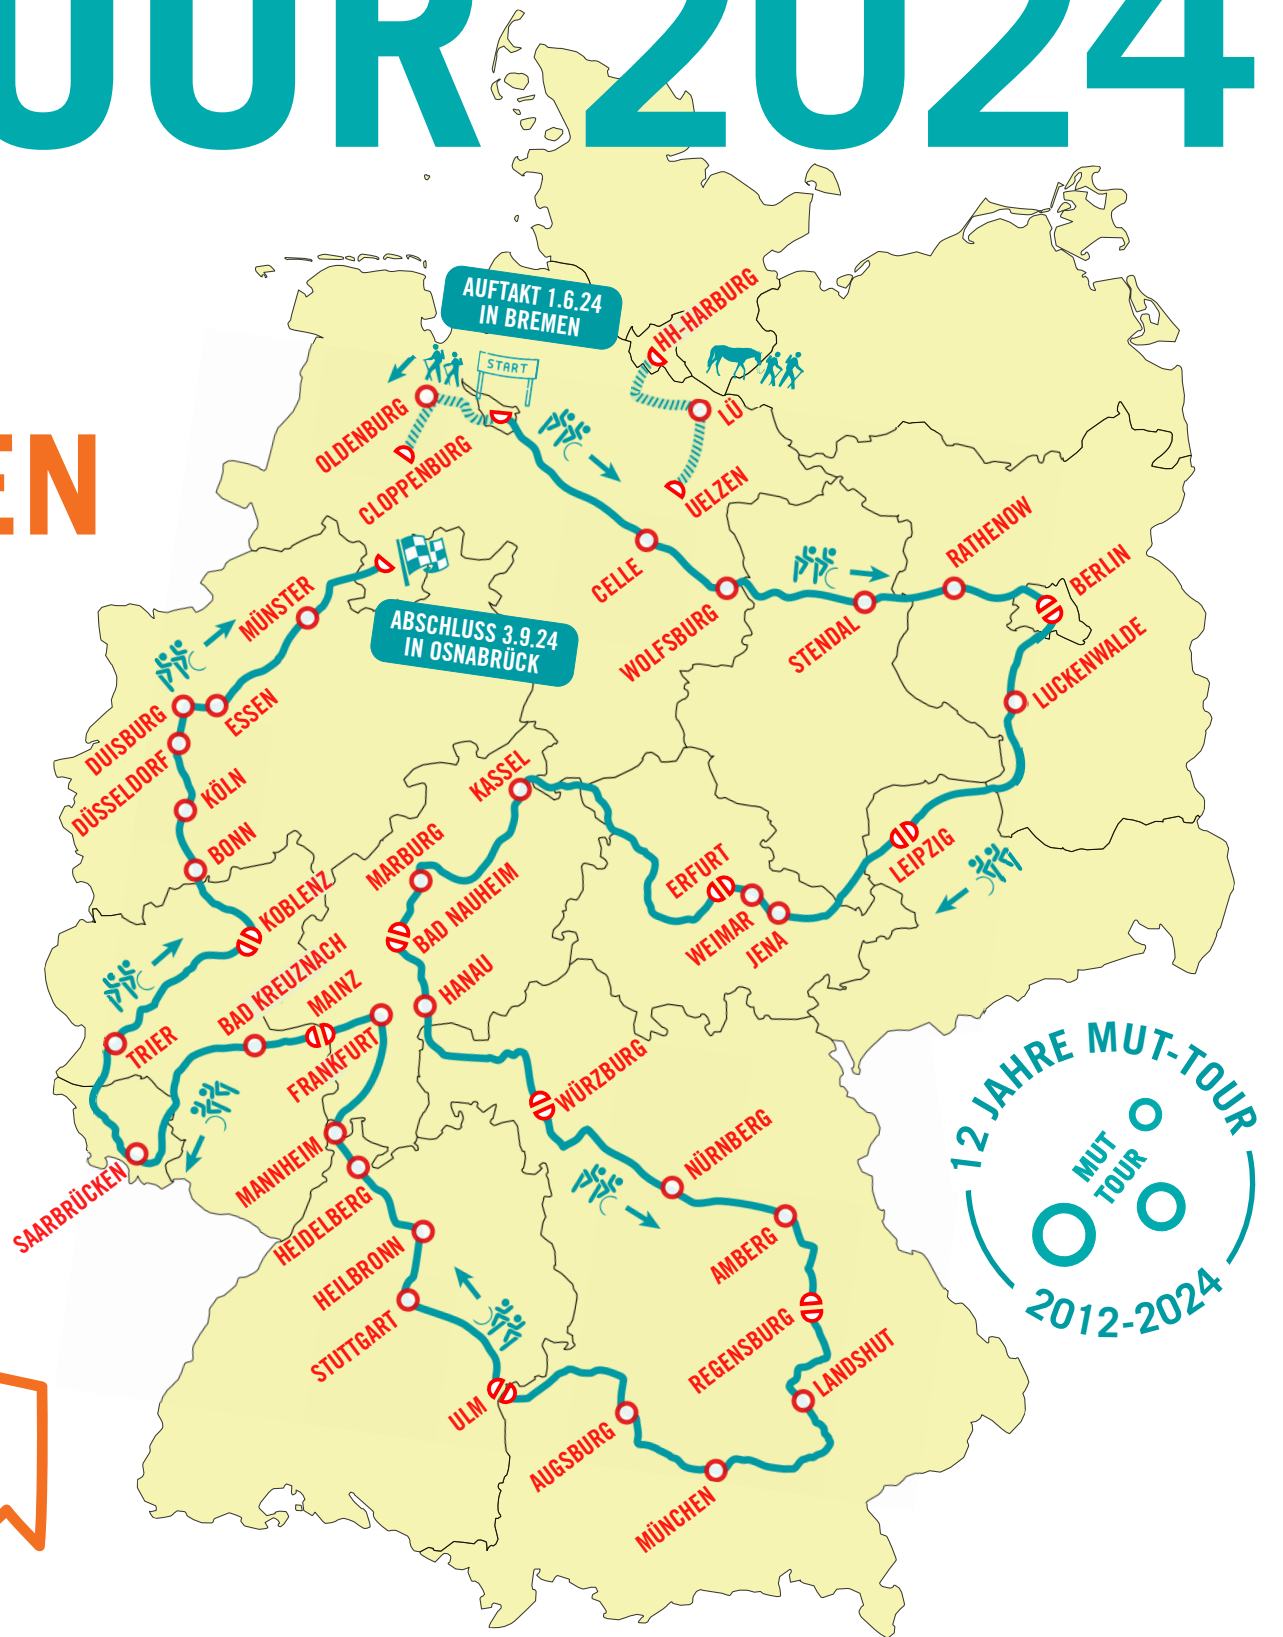 OUR 2024
EN
AUFTAKT 1.6.24
IN BREMEN
START
HH-HARBURG
LÜ
UELZEN
OLDENBURG
CLOPPENBURG
CELLE
WOLFSBURG
STENDAL
RATHENOW
BERLIN
LUCKENWALDE
LEIPZIG
JENA
WEIMAR
ERFURT
KASSEL
MARBURG
BAD NAUHEIM
HANAU
WÜRZBURG
NÜRNBERG
AMBERG
REGENSBURG
LANDSHUT
MÜNCHEN
AUGSBURG
ULM
STUTTGART
HEILBRONN
HEIDELBERG
MANNHEIM
FRANKFURT
MAINZ
BAD KREUZNACH
SAARBRÜCKEN
TRIER
KOBLENZ
BONN
KÖLN
DÜSSELDORF
DUISBURG
ESSEN
MÜNSTER
ABSCHLUSS 3.9.24
IN OSNABRÜCK
12 JAHRE MUT-TOUR
MUT
TOUR
2012-2024